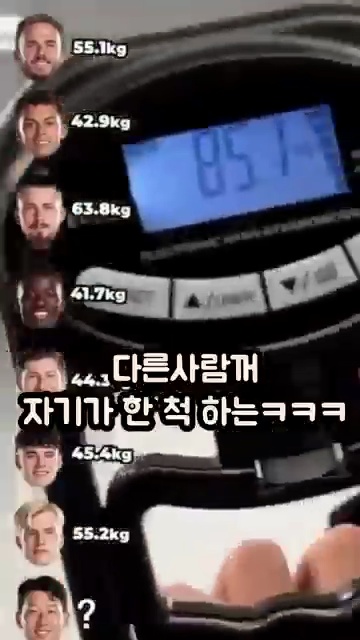 55.1kg
42.9kg
63.8kg
41.7kg
다른사람꺼
자기가 한 척 하는ㅋㅋㅋ
45.4kg
55.2kg
?